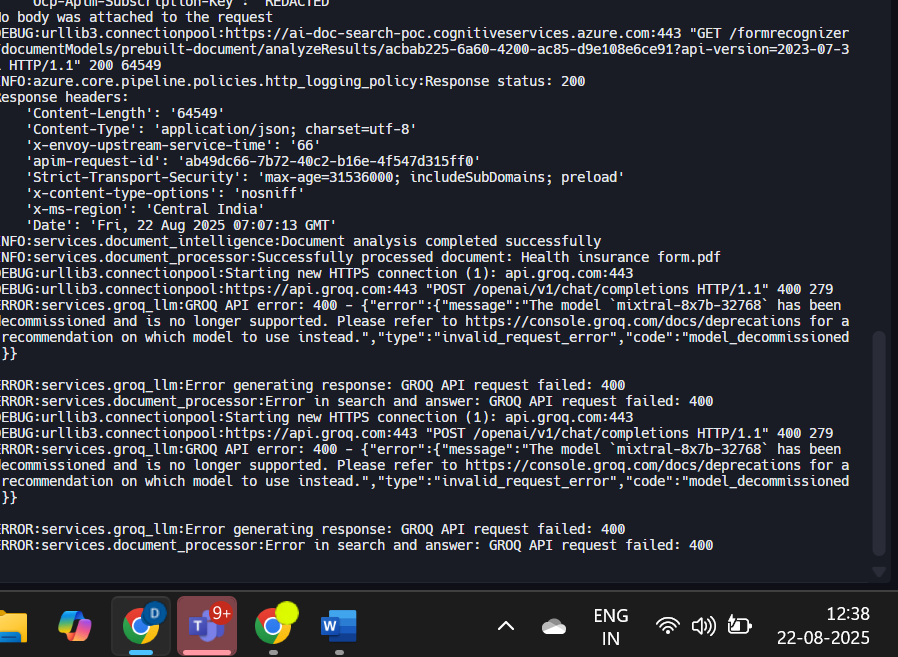 'Ocp-Apim-Subscription-Key': 'REDACTED'
No body was attached to the request
DEBUG:urllib3.connectionpool:https://ai-doc-search-poc.cognitiveservices.azure.com:443 "GET /formrecognizer
/documentModels/prebuilt-document/analyzeResults/acbab225-6a60-4200-ac85-d9e108e6ce91?api-version=2023-07-3
HTTP/1.1" 200 64549
INFO:azure.core.pipeline.policies.http_logging_policy:Response status: 200
Response headers:
'Content-Length': '64549'
'Content-Type': 'application/json; charset=utf-8'
'x-envoy-upstream-service-time': '66'
'apim-request-id': 'ab49dc66-7b72-40c2-b16e-4f547d315ff0'
'Strict-Transport-Security': 'max-age=31536000; includeSubDomains; preload'
'x-content-type-options': 'nosniff'
'x-ms-region': 'Central India'
'Date': 'Fri, 22 Aug 2025 07:07:13 GMT'
INFO:services.document_intelligence:Document analysis completed successfully
INFO:services.document_processor:Successfully processed document: Health insurance form.pdf
DEBUG:urllib3.connectionpool:Starting new HTTPS connection (1): api.groq.com:443
DEBUG:urllib3.connectionpool:https://api.groq.com:443 "POST /openai/v1/chat/completions HTTP/1.1" 400 279
ERROR:services.groq_llm:GROQ API error: 400 - {"error":{"message":"The model `mixtral-8x7b-32768` has been
decommissioned and is no longer supported. Please refer to https://console.groq.com/docs/deprecations for a
recommendation on which model to use instead.","type":"invalid_request_error","code":"model_decommissioned
}}
ERROR:services.groq_llm:Error generating response: GROQ API request failed: 400
ERROR:services.document_processor:Error in search and answer: GROQ API request failed: 400
DEBUG:urllib3.connectionpool:Starting new HTTPS connection (1): api.groq.com:443
DEBUG:urllib3.connectionpool:https://api.groq.com:443 "POST /openai/v1/chat/completions HTTP/1.1" 400 279
ERROR:services.groq_llm:GROQ API error: 400 - {"error":{"message":"The model `mixtral-8x7b-32768` has been
decommissioned and is no longer supported. Please refer to https://console.groq.com/docs/deprecations for a
recommendation on which model to use instead.","type":"invalid_request_error","code":"model_decommissioned
}}
ERROR:services.groq_llm:Error generating response: GROQ API request failed: 400
ERROR:services.document_processor:Error in search and answer: GROQ API request failed: 400
D
T
9+
W
ENG
IN
12:38
22-08-2025